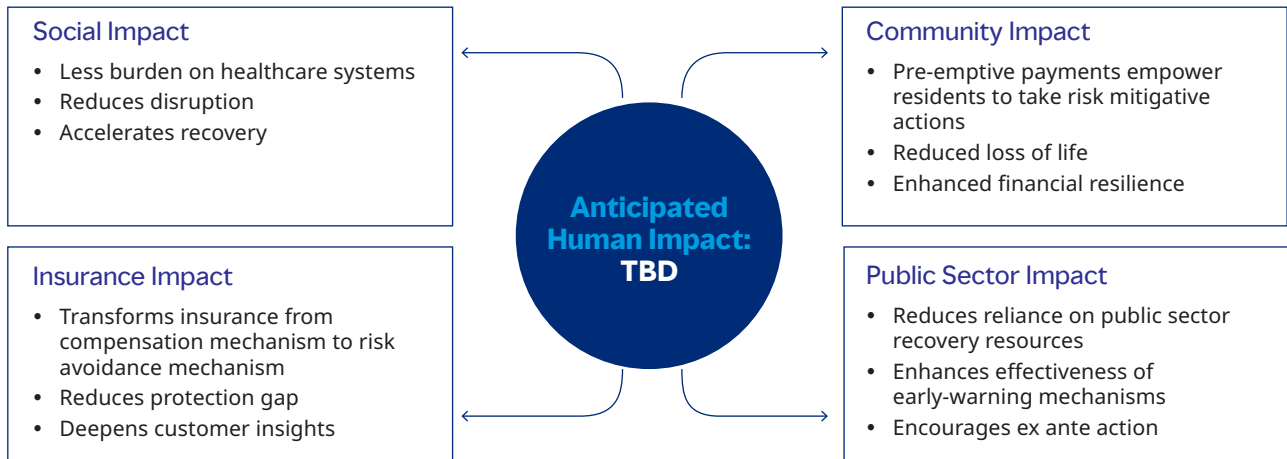 Social Impact
• Less burden on healthcare systems
• Reduces disruption
• Accelerates recovery
Community Impact
• Pre-emptive payments empower
residents to take risk mitigative
actions
• Reduced loss of life
• Enhanced financial resilience
Anticipated
Human Impact:
TBD
Insurance Impact
• Transforms insurance from
compensation mechanism to risk
avoidance mechanism
• Reduces protection gap
• Deepens customer insights
Public Sector Impact
• Reduces reliance on public sector
recovery resources
• Enhances effectiveness of
early-warning mechanisms
• Encourages ex ante action